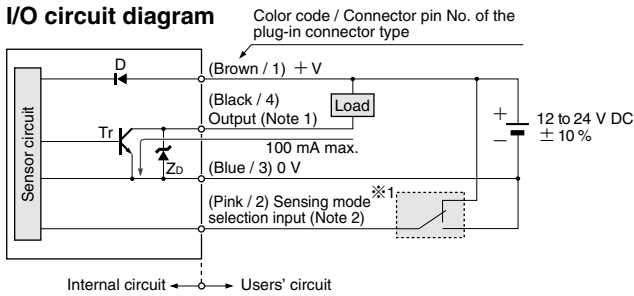 I/O circuit diagram
Color code / Connector pin No. of the
plug-in connector type
D
(Brown / 1) +V
(Black / 4)
Output (Note 1)
Load
Tr
ZD
100 mA max.
+
−
12 to 24 V DC
± 10 %
Sensor circuit
(Blue / 3) 0 V
(Pink / 2) Sensing mode
selection input (Note 2)
※1
Internal circuit
Users' circuit